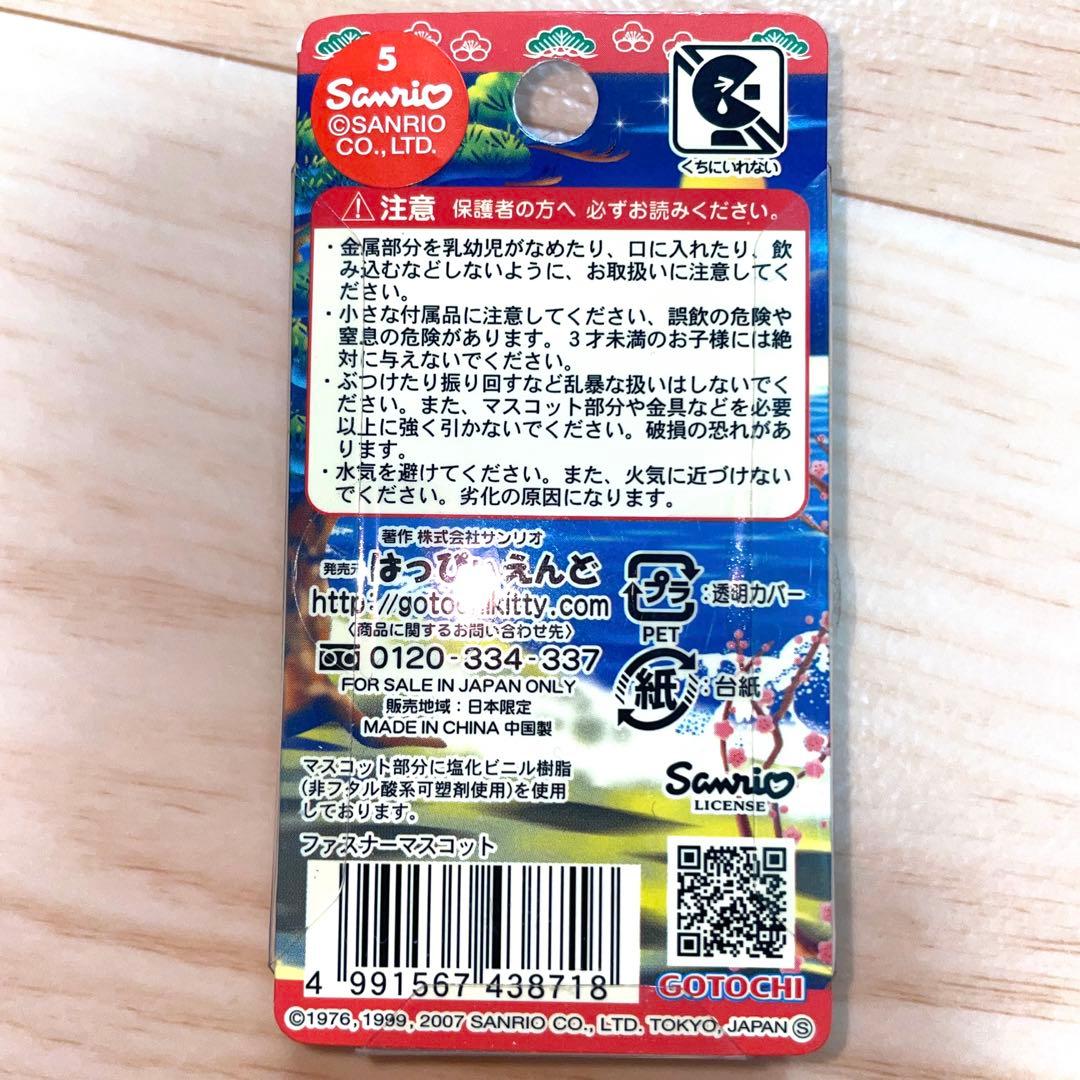 5
Sanrio
©SANRIO
CO., LTD.
くちにいれない
注意 保護者の方へ 必ずお読みください。
・金属部分を乳幼児がなめたり、口に入れたり、飲
み込むなどしないように、お取扱いに注意してく
ださい。
・小さな付属品に注意してください、誤飲の危険や
窒息の危険があります。3才未満のお子様には絶
対に与えないでください。
・ぶつけたり振り回すなど乱暴な扱いはしないでく
ださい。また、マスコット部分や金具などを必要
以上に強く引かないでください。破損の恐れがあ
ります。
・水気を避けてください。また、火気に近づけない
でください。劣化の原因になります。
著作 株式会社サンリオ
発売元 はっぴぃえんど
http://gotochikitty.com
〈商品に関するお問い合わせ先〉
0120-334-337
FOR SALE IN JAPAN ONLY
販売地域：日本限定
MADE IN CHINA 中国製
プラ：透明カバー
PET
紙：台紙
マスコット部分に塩化ビニル樹脂
(非フタル酸系可塑剤使用)を使用
しております。
ファスナーマスコット
Sanrio
LICENSE
4 991567 438718
GOTOCHI
©1976, 1999, 2007 SANRIO CO., LTD. TOKYO, JAPAN Ⓢ